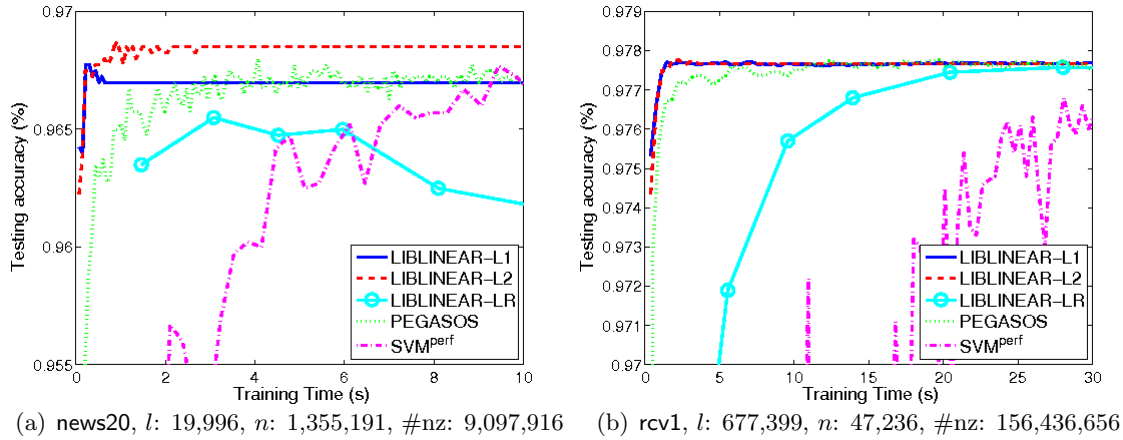 0.97
0.965
0.96
0.955
Testing accuracy (%)
0 2 4 6 8 10
Training Time (s)
LIBLINEAR-L1
LIBLINEAR-L2
LIBLINEAR-LR
PEGASOS
SVMperf
(a) news20, l: 19,996, n: 1,355,191, #nz: 9,097,916
0.979
0.978
0.977
0.976
0.975
0.974
0.973
0.972
0.971
0.97
Testing accuracy (%)
0 5 10 15 20 25 30
Training Time (s)
LIBLINEAR-L1
LIBLINEAR-L2
LIBLINEAR-LR
PEGASOS
SVMperf
(b) rcv1, l: 677,399, n: 47,236, #nz: 156,436,656